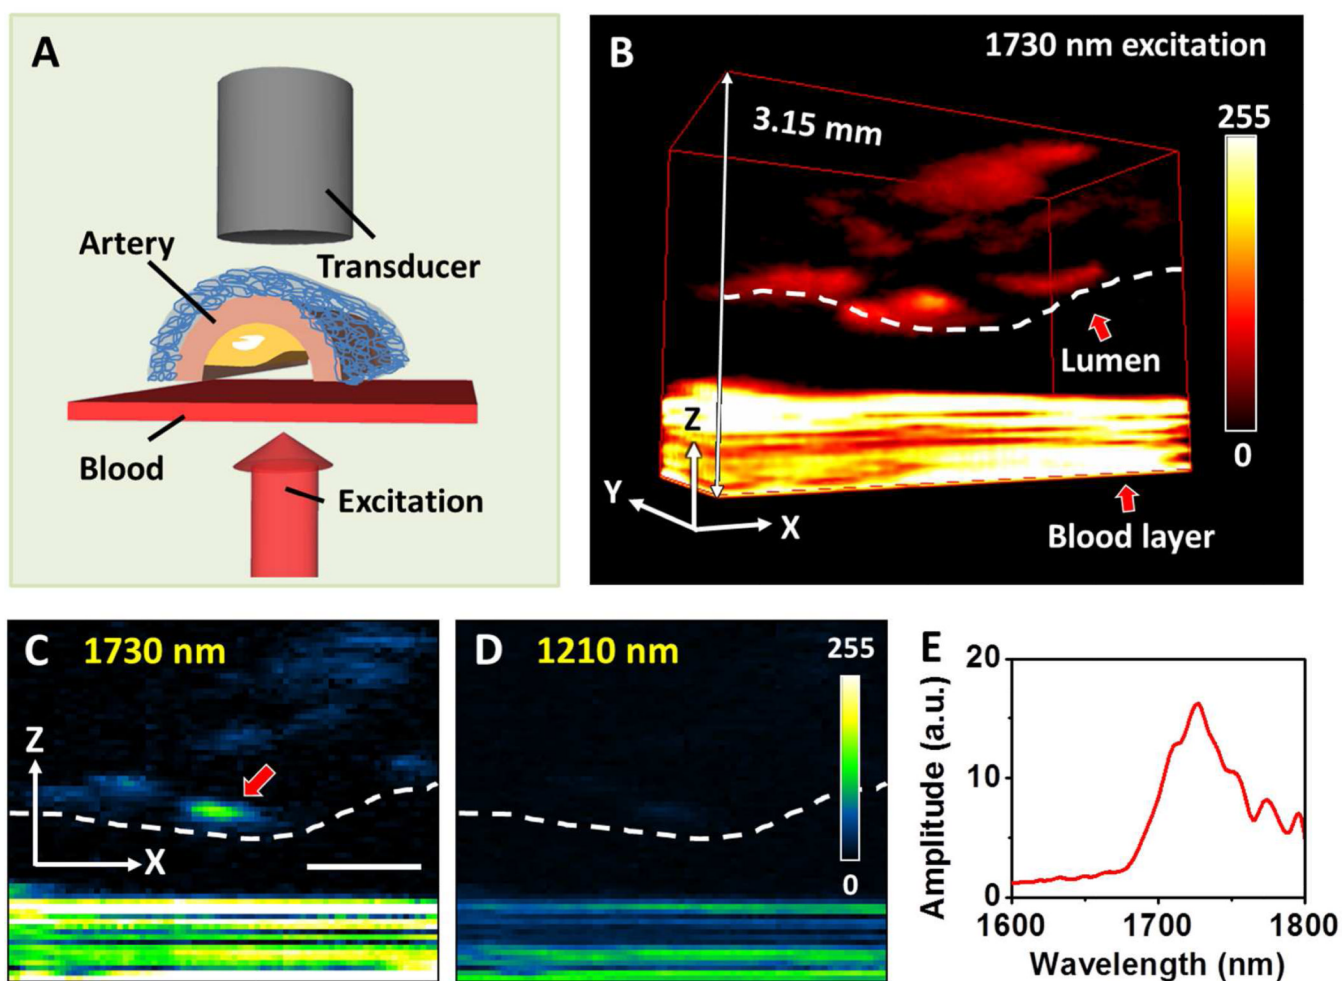 A
Transducer
Artery
Blood
Excitation
B
1730 nm excitation
3.15 mm
255
0
Lumen
Z
Y
X
Blood layer
C
1730 nm
Z
X
D
1210 nm
255
0
E
20
10
0
1600
1700
1800
Amplitude (a.u.)
Wavelength (nm)